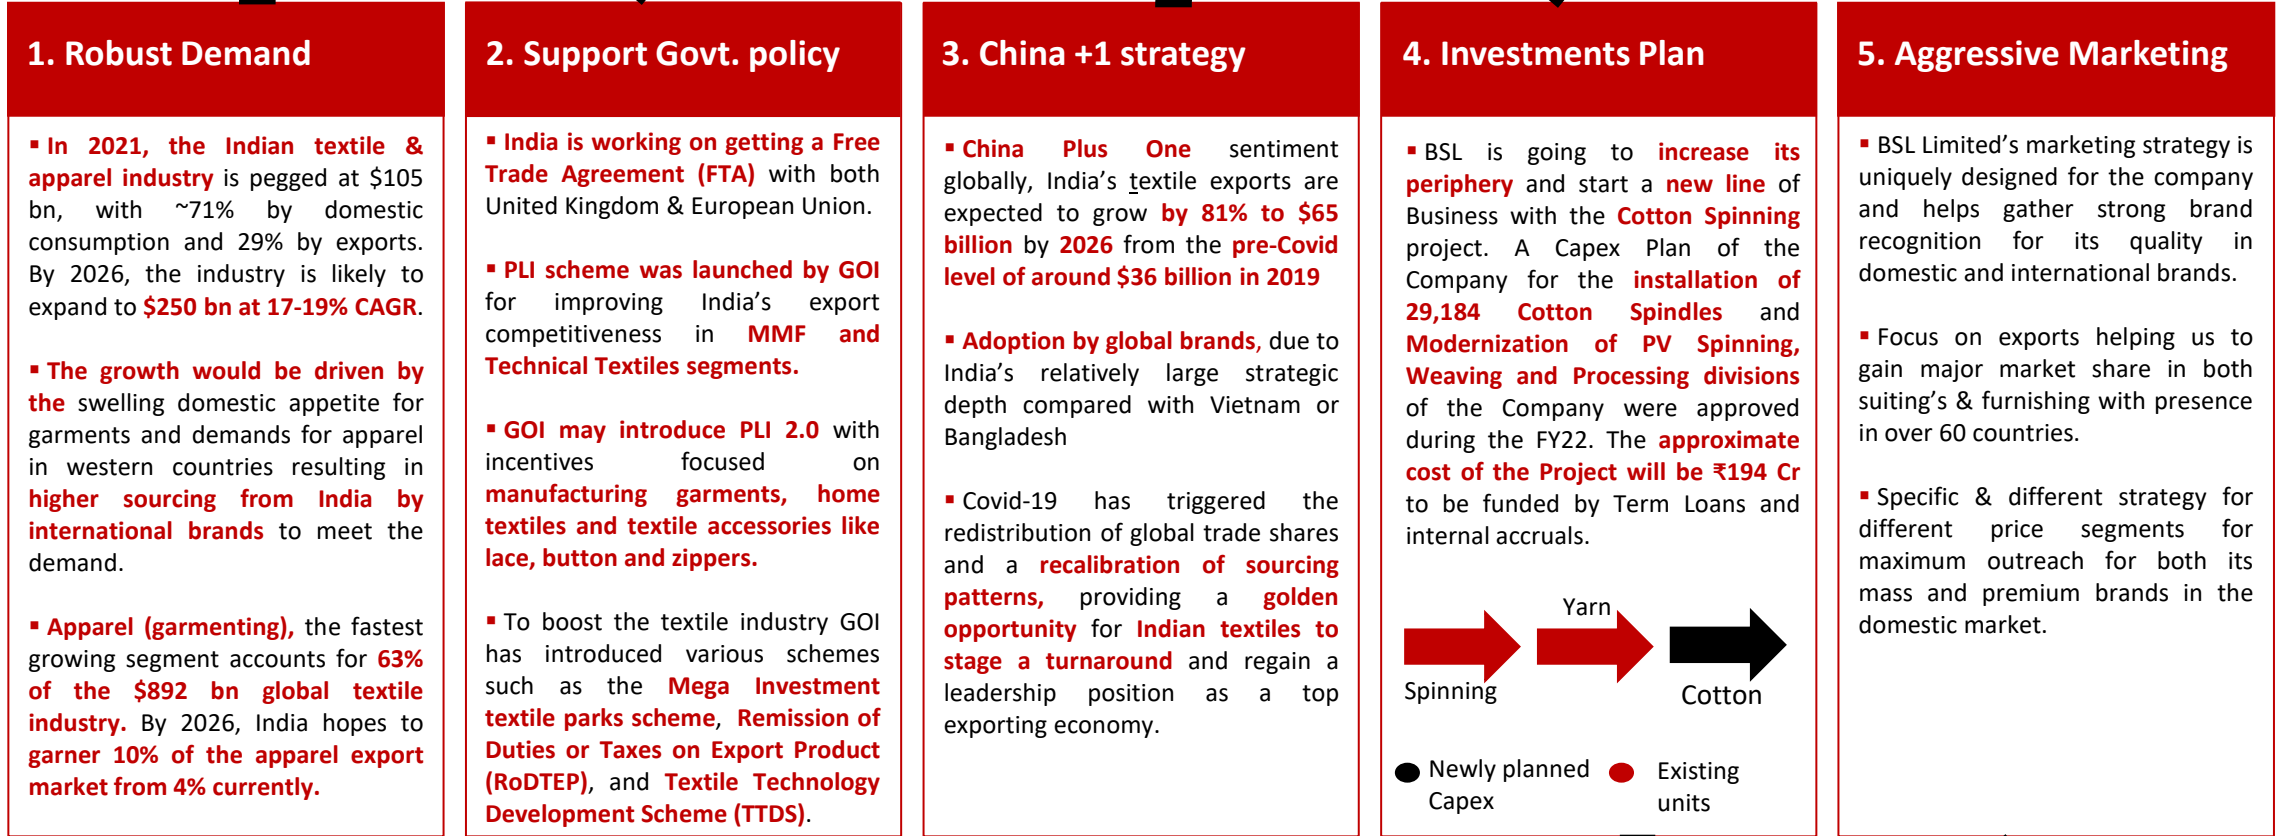 1. Robust Demand
▪ In 2021, the Indian textile &
apparel industry is pegged at $105
bn, with ~71% by domestic
consumption and 29% by exports.
By 2026, the industry is likely to
expand to $250 bn at 17-19% CAGR.
▪ The growth would be driven by
the swelling domestic appetite for
garments and demands for apparel
in western countries resulting in
higher sourcing from India by
international brands to meet the
demand.
▪ Apparel (garmenting), the fastest
growing segment accounts for 63%
of the $892 bn global textile
industry. By 2026, India hopes to
garner 10% of the apparel export
market from 4% currently.
2. Support Govt. policy
▪ India is working on getting a Free
Trade Agreement (FTA) with both
United Kingdom & European Union.
▪ PLI scheme was launched by GOI
for improving India's export
competitiveness in MMF and
Technical Textiles segments.
▪ GOI may introduce PLI 2.0 with
incentives focused on
manufacturing garments, home
textiles and textile accessories like
lace, button and zippers.
▪ To boost the textile industry GOI
has introduced various schemes
such as the Mega Investment
textile parks scheme, Remission of
Duties or Taxes on Export Product
(RoDTEP), and Textile Technology
Development Scheme (TTDS).
3. China +1 strategy
▪ China Plus One sentiment
globally, India's textile exports are
expected to grow by 81% to $65
billion by 2026 from the pre-Covid
level of around $36 billion in 2019
▪ Adoption by global brands, due to
India's relatively large strategic
depth compared with Vietnam or
Bangladesh
▪ Covid-19 has triggered the
redistribution of global trade shares
and a recalibration of sourcing
patterns, providing a golden
opportunity for Indian textiles to
stage a turnaround and regain a
leadership position as a top
exporting economy.
4. Investments Plan
▪ BSL is going to increase its
periphery and start a new line of
Business with the Cotton Spinning
project. A Capex Plan of the
Company for the installation of
29,184 Cotton Spindles and
Modernization of PV Spinning,
Weaving and Processing divisions
of the Company were approved
during the FY22. The approximate
cost of the Project will be ₹194 Cr
to be funded by Term Loans and
internal accruals.
Yarn
Spinning
Cotton
Newly planned
Capex
Existing
units
5. Aggressive Marketing
▪ BSL Limited's marketing strategy is
uniquely designed for the company
and helps gather strong brand
recognition for its quality in
domestic and international brands.
▪ Focus on exports helping us to
gain major market share in both
suiting's & furnishing with presence
in over 60 countries.
▪ Specific & different strategy for
different price segments for
maximum outreach for both its
mass and premium brands in the
domestic market.